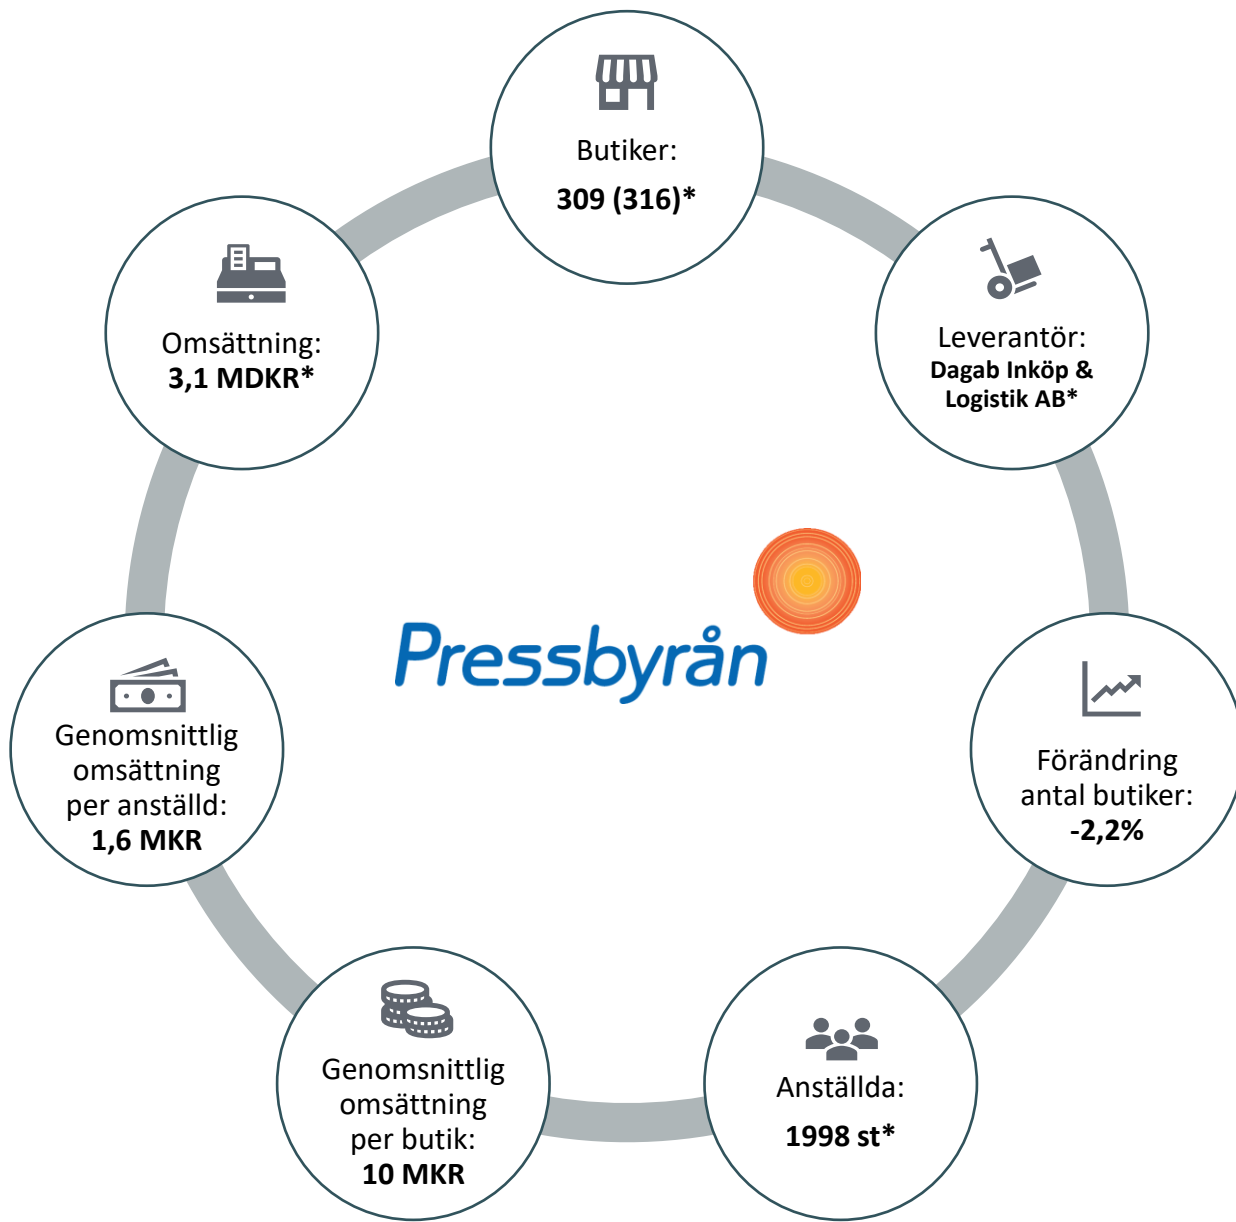 Butiker:
309 (316)*
Leverantör:
Dagab Inköp &
Logistik AB*
Förändring
antal butiker:
-2,2%
Anställda:
1998 st*
Genomsnittlig
omsättning
per butik:
10 MKR
Genomsnittlig
omsättning
per anställd:
1,6 MKR
Omsättning:
3,1 MDKR*
Pressbyrån